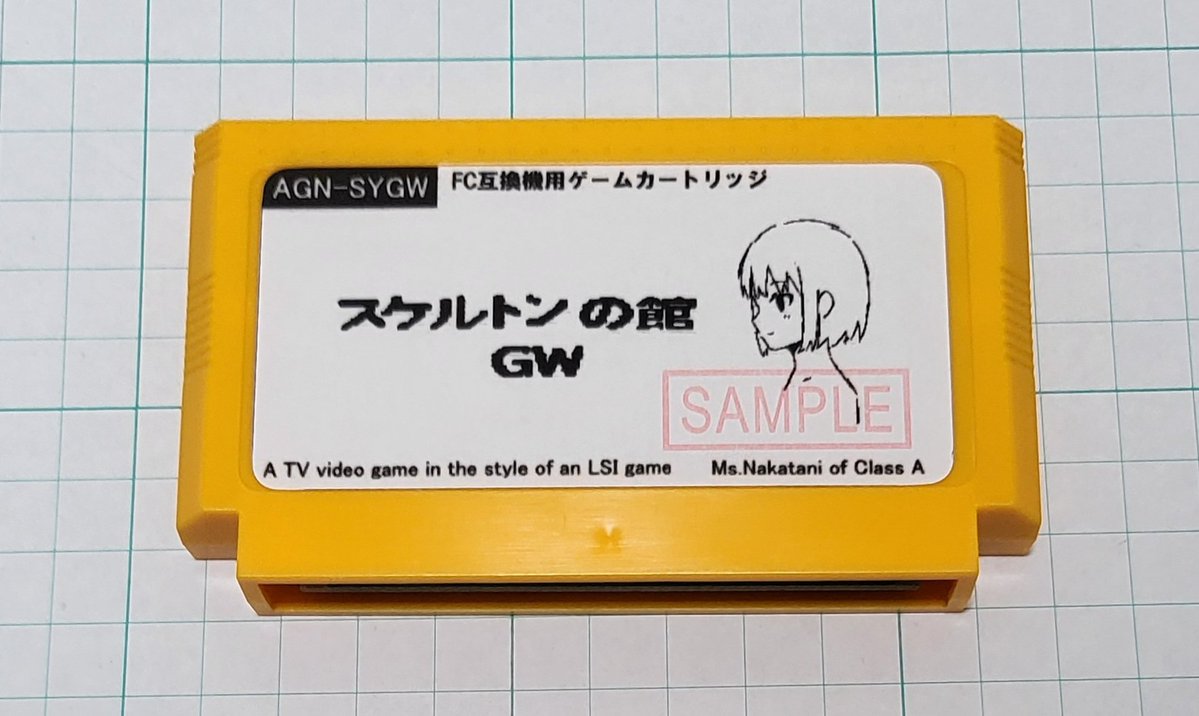 AGN-SYGW
FC互換機用ゲームカートリッジ
スケルトンの館
GW
SAMPLE
A TV video game in the style of an LSI game
Ms.Nakatani of Class A